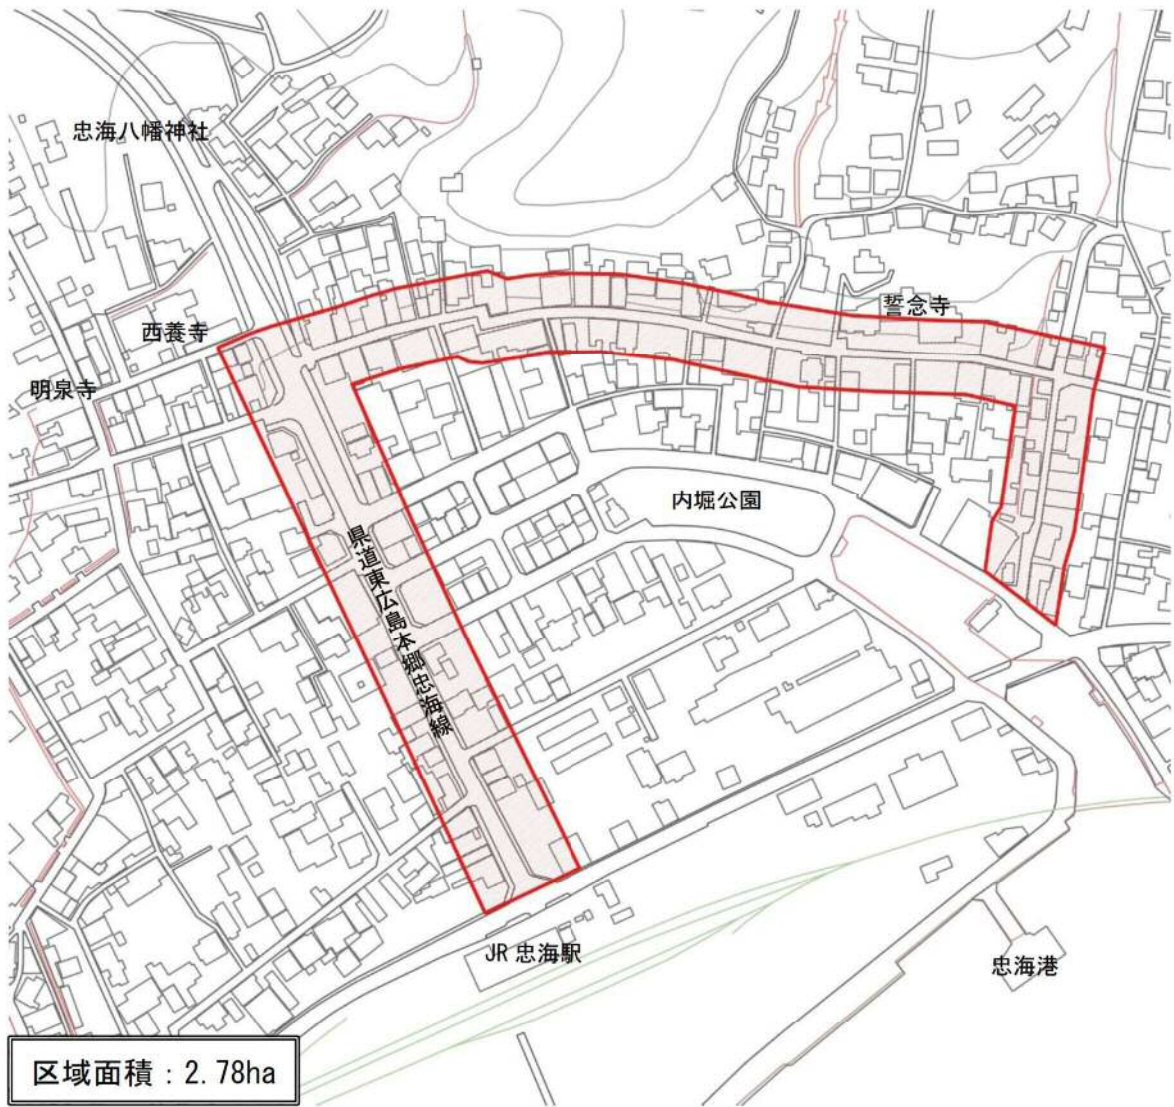 忠海八幡神社
誓念寺
西養寺
明泉寺
内堀公園
県道東広島本郷忠海線
JR 忠海駅
忠海港
区域面積：2.78ha